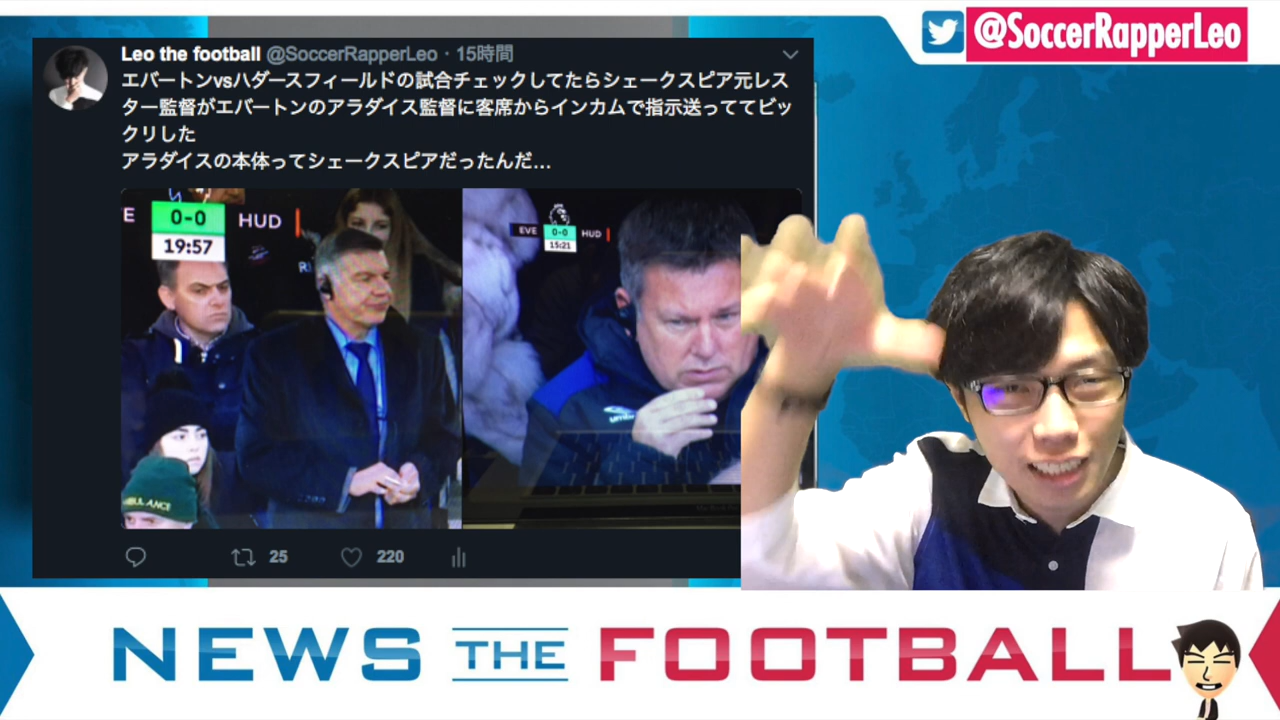 @SoccerRapperLeo
Leo the football @SoccerRapperLeo · 15時間
エバートンvsハダースフィールドの試合チェックしてたらシェークスピア元レス
ター監督がエバートンのアラダイス監督に客席からインカムで指示送っててビッ
クリした
アラダイスの本体ってシェークスピアだったんだ…
E 0-0 HUD
19:57
EVE 0-0 HUD
15:21
25 220
NEWS THE FOOTBALL
Leo